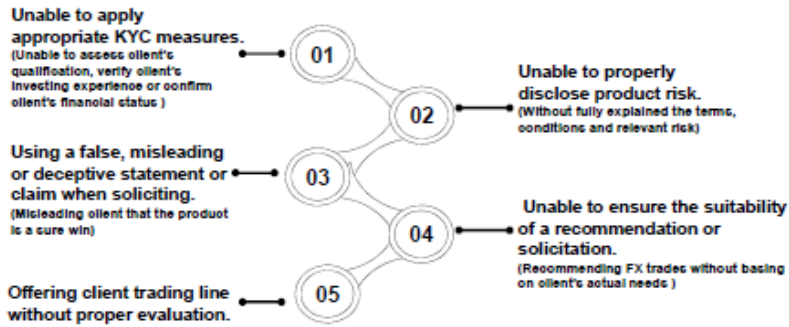 Unable to apply
appropriate KYC measures.
(Unable to assess client's
qualification, verify client's
investing experience or confirm
client's financial status )
01
Unable to properly
disclose product risk.
(Without fully explained the terms,
conditions and relevant risk)
02
Using a false, misleading
or deceptive statement or
claim when soliciting.
(Misleading client that the product
is a sure win)
03
Unable to ensure the suitability
of a recommendation or
solicitation.
(Recommending FX trades without basing
on client's actual needs )
04
Offering client trading line
without proper evaluation.
05